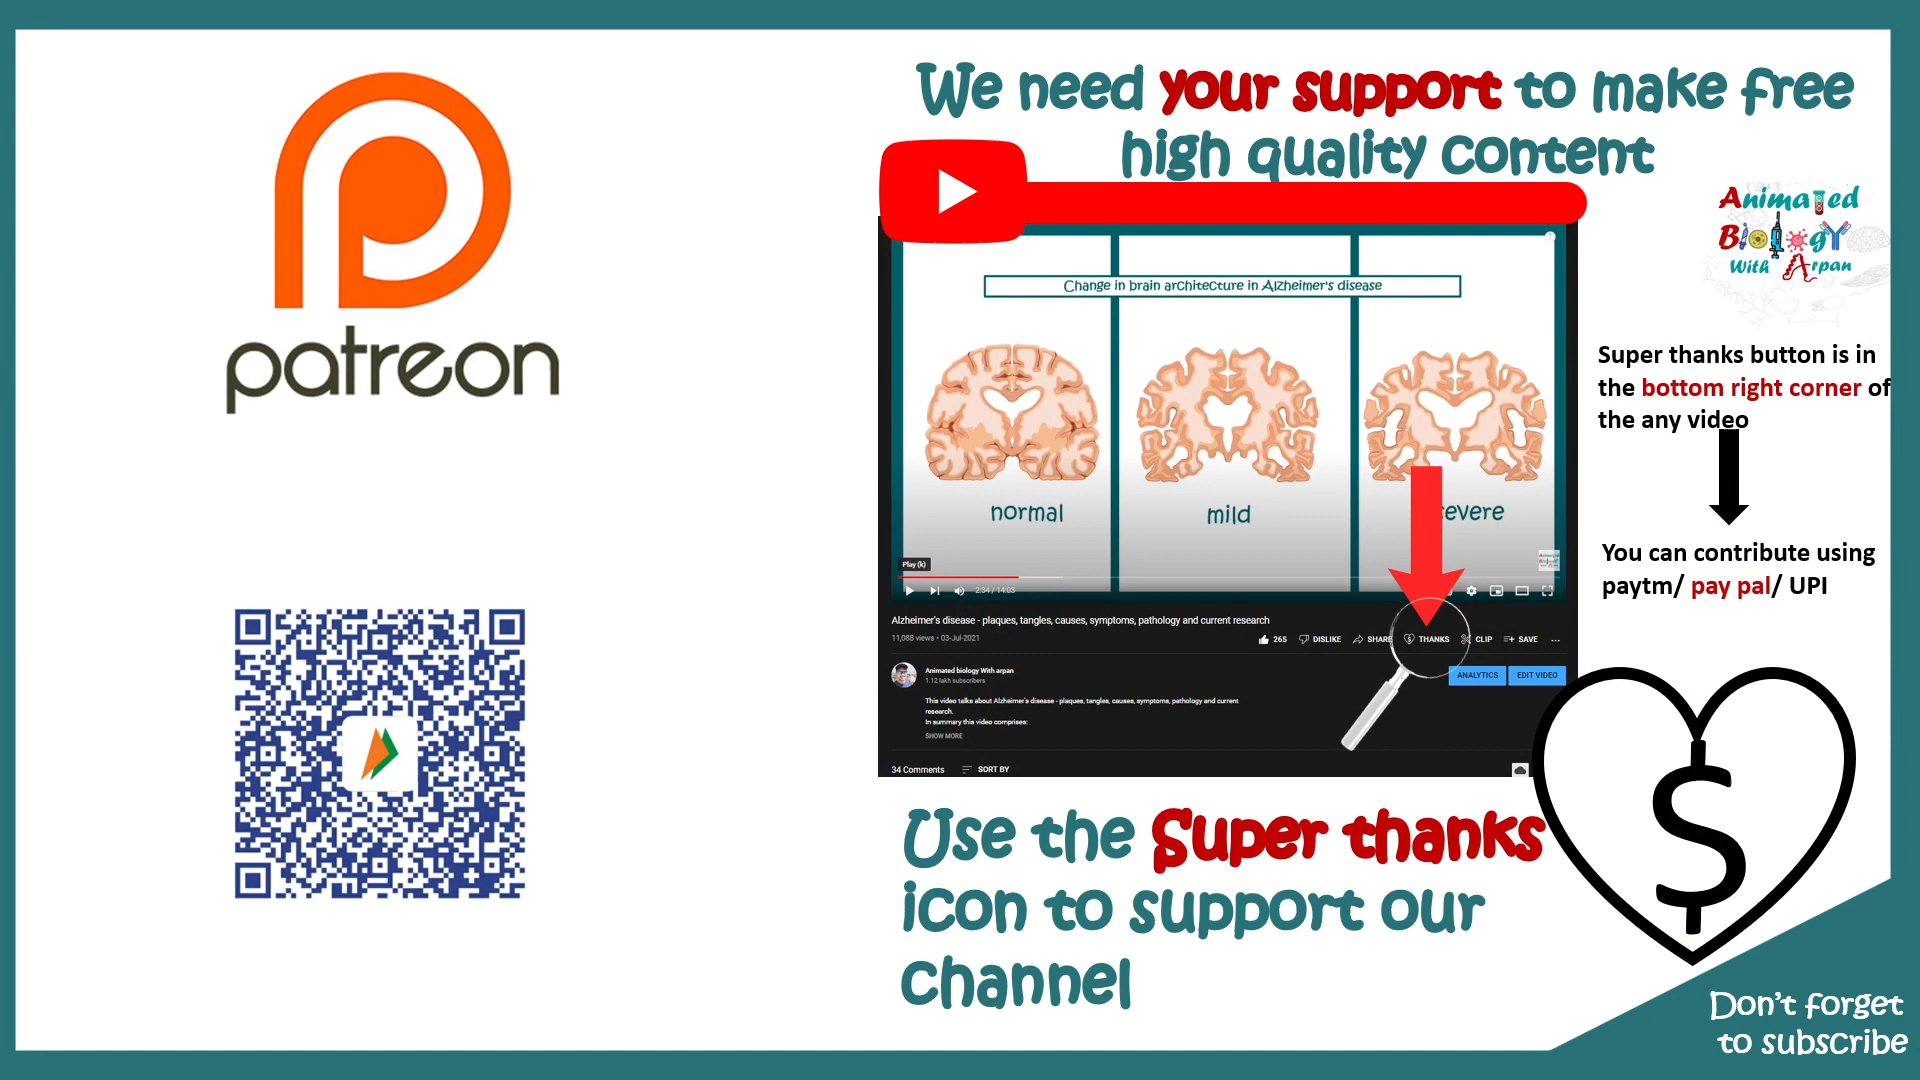 patreon
We need your support to make free
high quality content
Animated
Biology
With Arpan
Change in brain architecture in Alzheimer's disease
normal
mild
severe
Play (k)
2:34 / 14:03
Alzheimer's disease - plaques, tangles, causes, symptoms, pathology and current research
11,088 views • 03-Jul-2021
265
DISLIKE
SHARE
THANKS
CLIP
SAVE
...
Animated biology With arpan
1.12 lakh subscribers
ANALYTICS
EDIT VIDEO
This video talks about Alzheimer's disease - plaques, tangles, causes, symptoms, pathology and current
research.
In summary this video comprises:
SHOW MORE
34 Comments
SORT BY
Super thanks button is in
the bottom right corner of
the any video
You can contribute using
paytm/ pay pal/ UPI
Use the Super thanks
icon to support our
channel
$
Don't forget
to subscribe